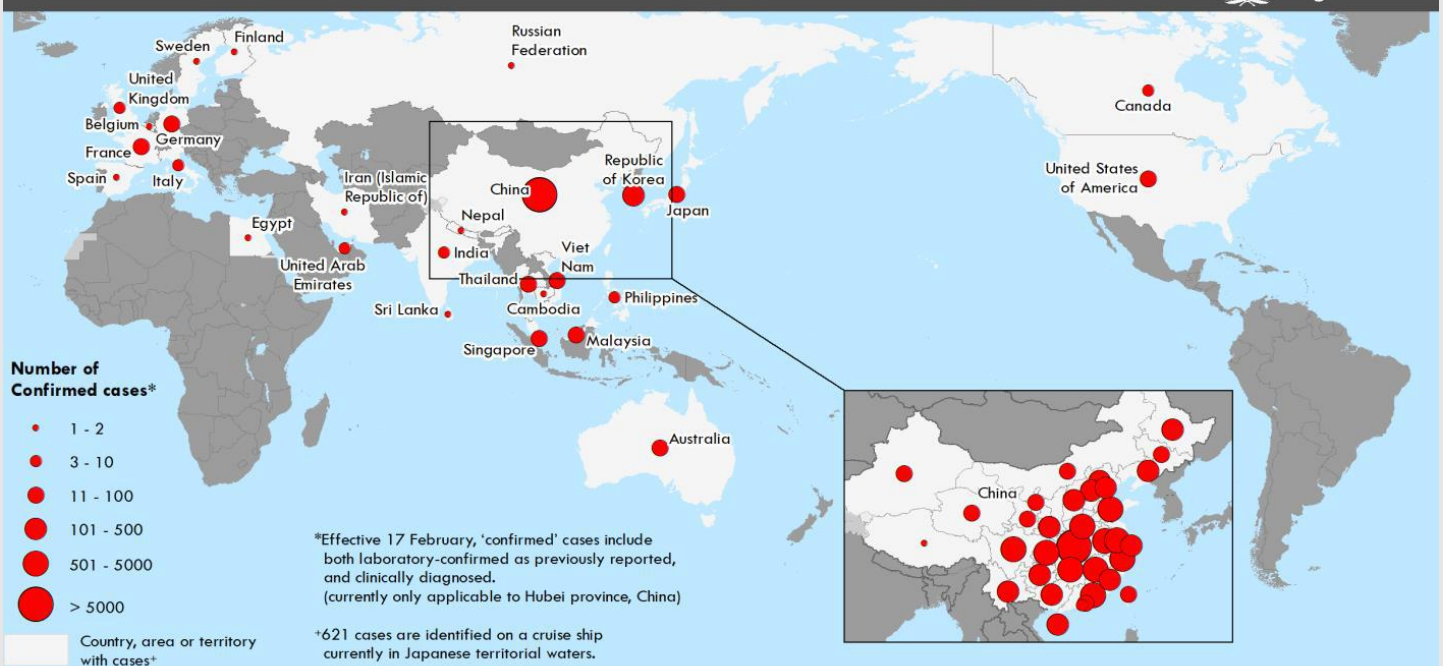 Sweden
Finland
Russian
Federation
United
Kingdom
Belgium
Germany
France
Spain
Italy
Iran (Islamic
Republic of)
China
Republic
of Korea
Japan
Nepal
Egypt
India
Viet
Nam
United Arab
Emirates
Thailand
Cambodia
Philippines
Sri Lanka
Singapore
Malaysia
Australia
Canada
United States
of America
China
Number of
Confirmed cases*
1 - 2
3 - 10
11 - 100
101 - 500
501 - 5000
> 5000
Country, area or territory
with cases⁺
*Effective 17 February, ‘confirmed’ cases include
both laboratory-confirmed as previously reported,
and clinically diagnosed.
(currently only applicable to Hubei province, China)
⁺621 cases are identified on a cruise ship
currently in Japanese territorial waters.